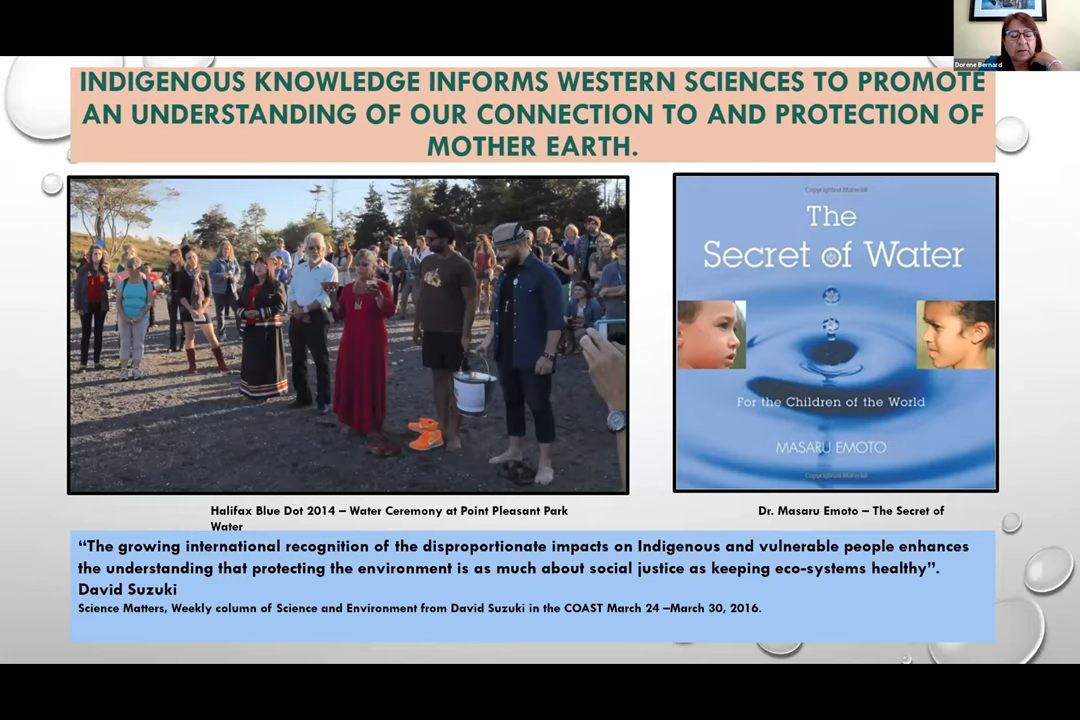 Dorene Bernard
INDIGENOUS KNOWLEDGE INFORMS WESTERN SCIENCES TO PROMOTE
AN UNDERSTANDING OF OUR CONNECTION TO AND PROTECTION OF
MOTHER EARTH.
Copyrighted Material
The
Secret of Water
For the Children of the World
MASARU EMOTO
Copyrighted Material
Halifax Blue Dot 2014 – Water Ceremony at Point Pleasant Park
Dr. Masaru Emoto – The Secret of
Water
“The growing international recognition of the disproportionate impacts on Indigenous and vulnerable people enhances
the understanding that protecting the environment is as much about social justice as keeping eco-systems healthy”.
David Suzuki
Science Matters, Weekly column of Science and Environment from David Suzuki in the COAST March 24 –March 30, 2016.